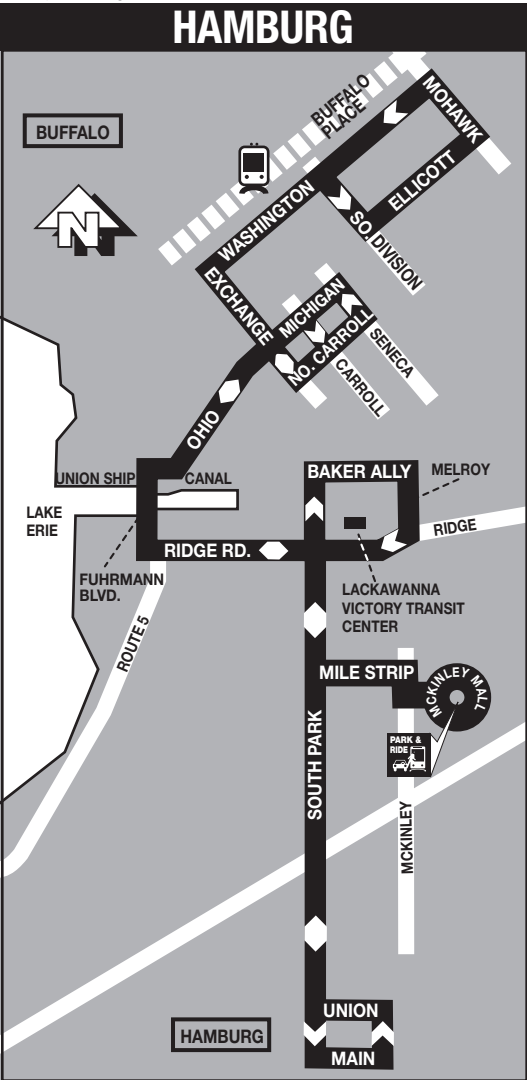 HAMBURG
BUFFALO
BUFFALO
PLACE
MOHAWK
ELLICOTT
WASHINGTON
SO. DIVISION
N
EXCHANGE
MICHIGAN
NO. CARROLL
SENECA
CARROLL
OHIO
UNION SHIP
CANAL
BAKER ALLY
MELROY
LAKE
ERIE
RIDGE
RIDGE RD.
FUHRMANN
BLVD.
LACKAWANNA
VICTORY TRANSIT
CENTER
ROUTE 5
MILE STRIP
MCKINLEY MALL
PARK &
RIDE
SOUTH PARK
MCKINLEY
UNION
HAMBURG
MAIN